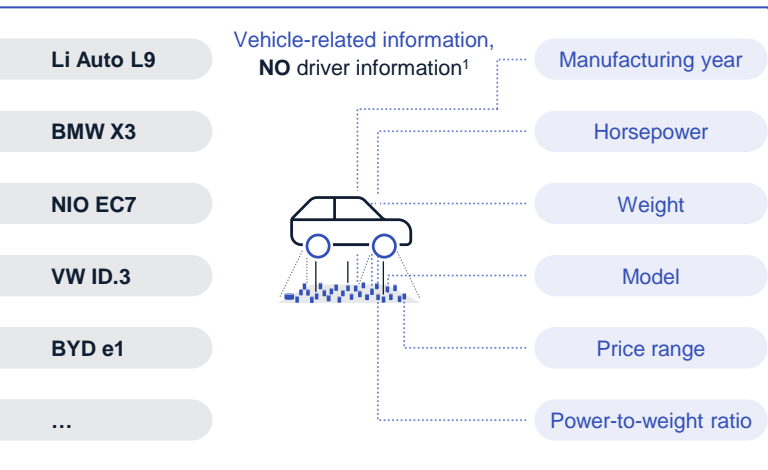 Li Auto L9
BMW X3
NIO EC7
VW ID.3
BYD e1
…
Vehicle-related information,
NO driver information¹
Manufacturing year
Horsepower
Weight
Model
Price range
Power-to-weight ratio